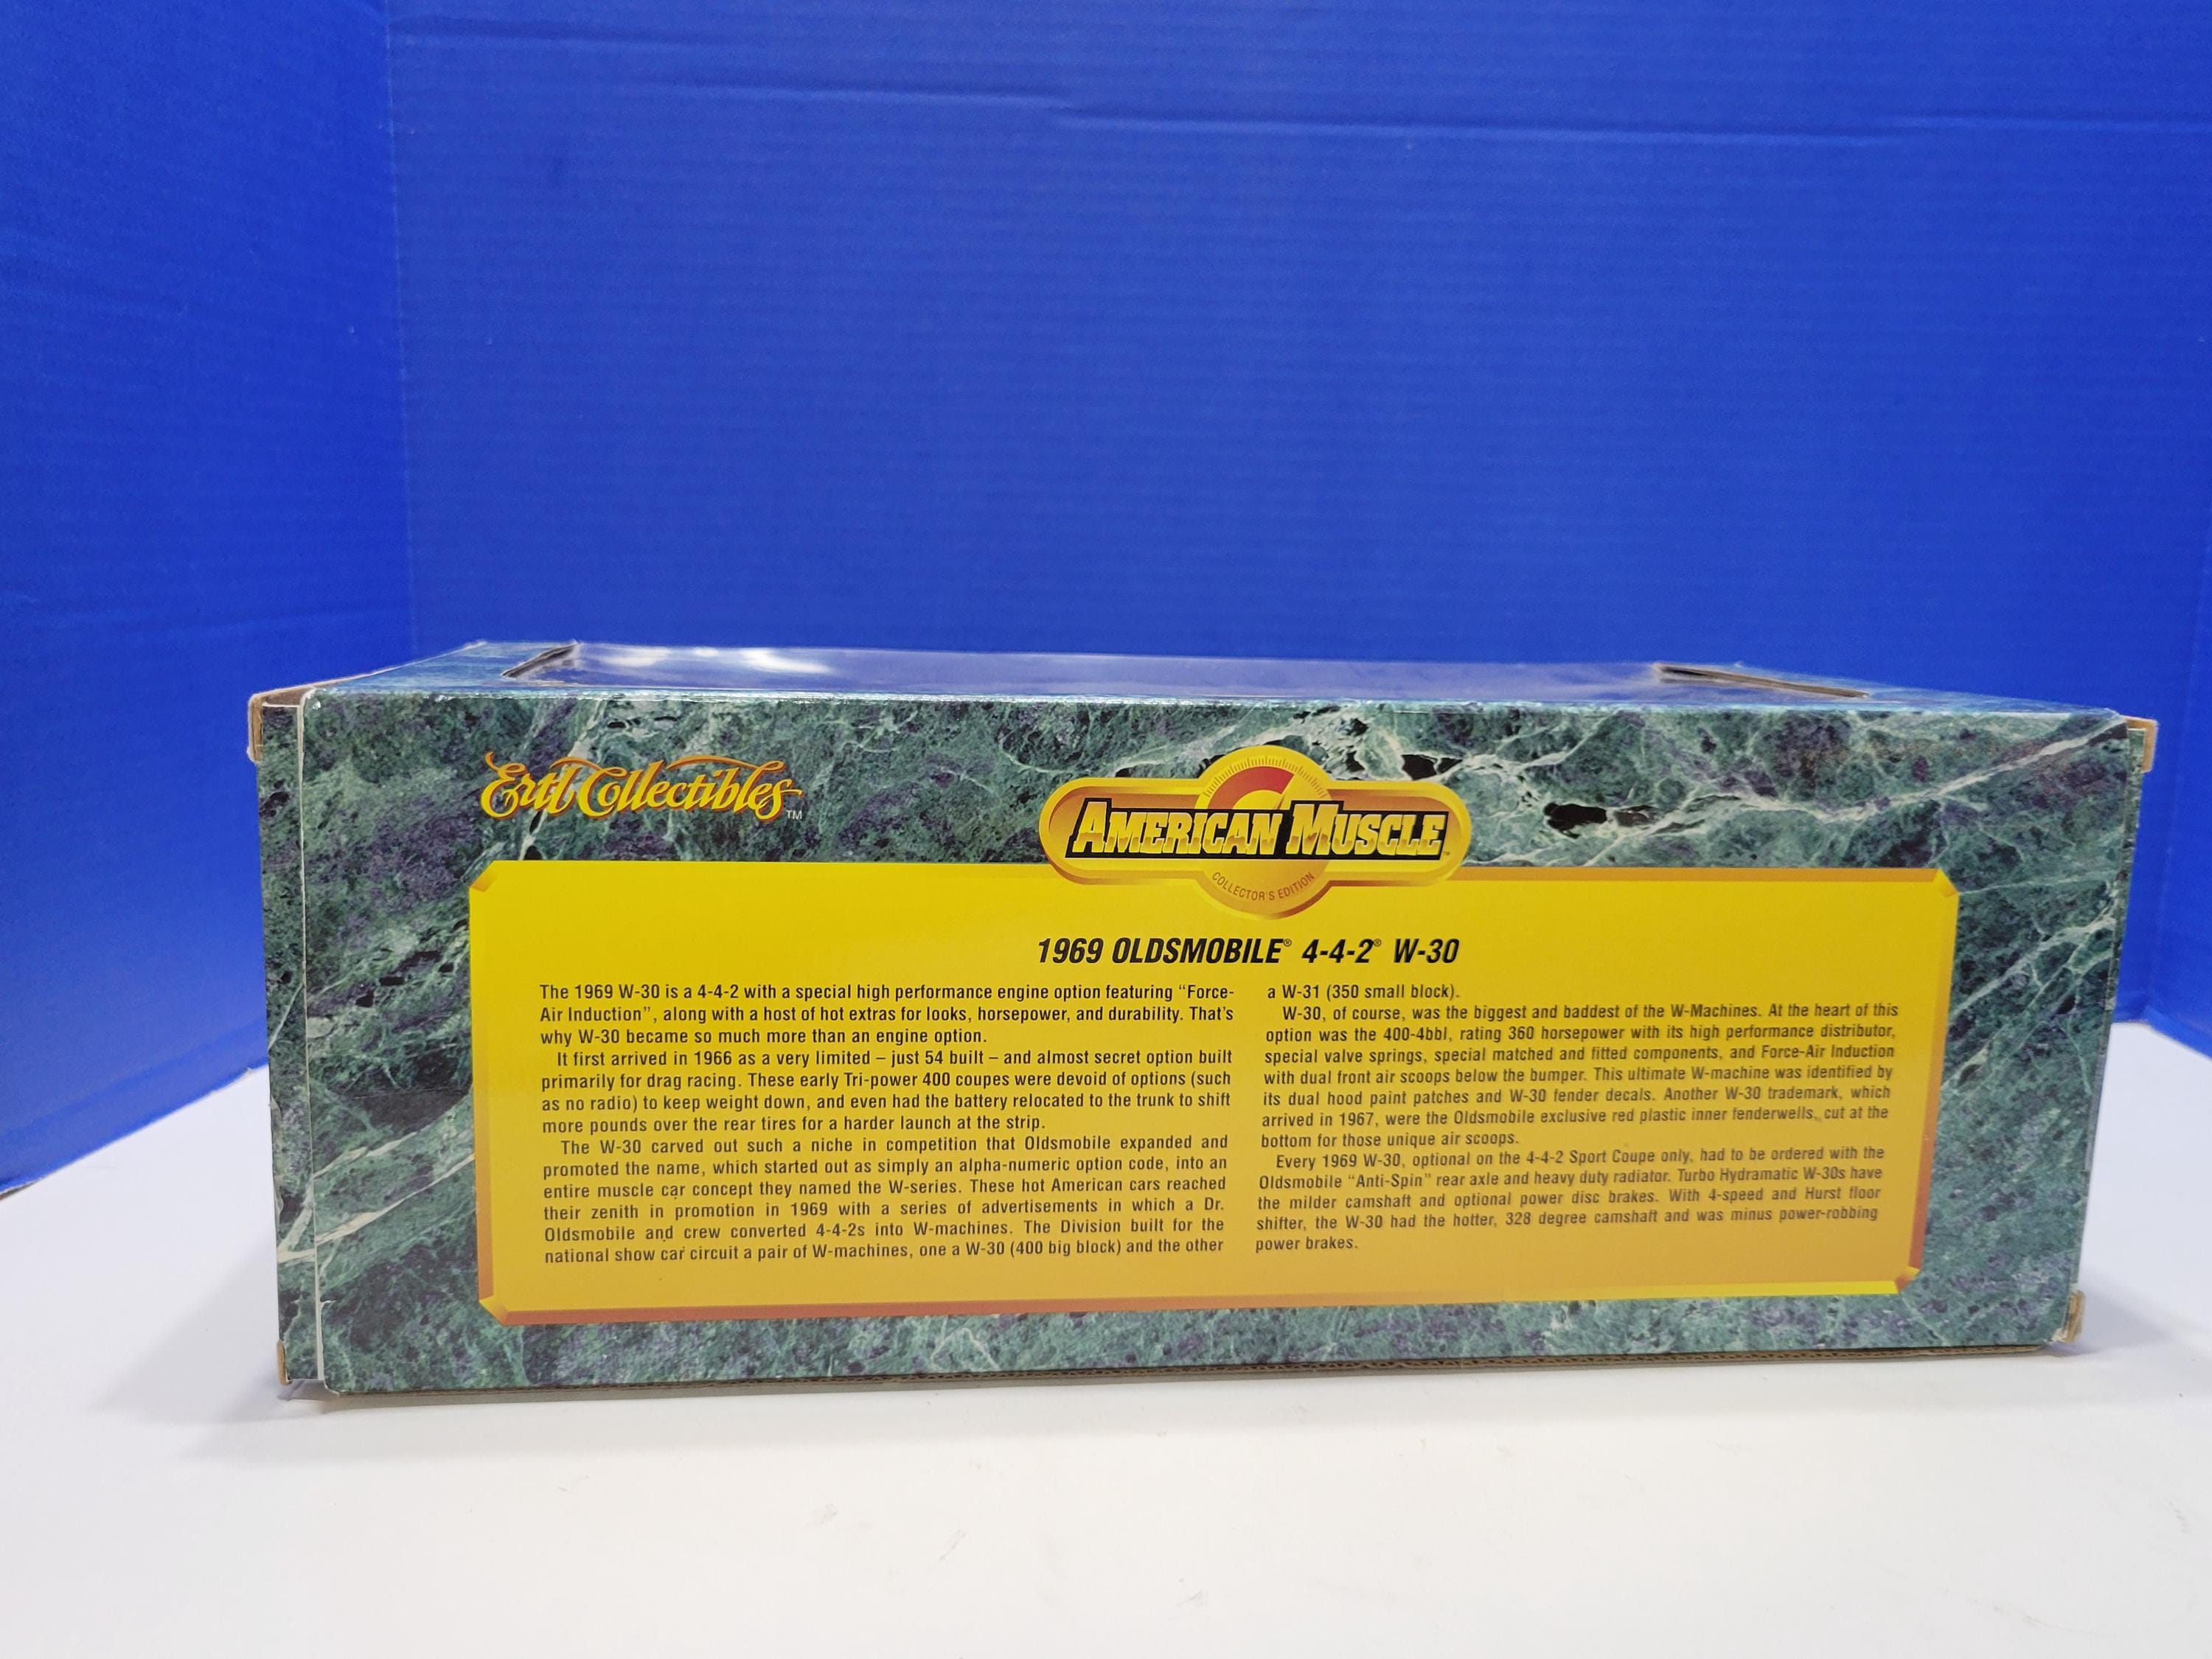 Ertl Collectibles™
AMERICAN MUSCLE™
COLLECTOR'S EDITION
1969 OLDSMOBILE® 4-4-2® W-30
The 1969 W-30 is a 4-4-2 with a special high performance engine option featuring “Force-
Air Induction”, along with a host of hot extras for looks, horsepower, and durability. That's
why W-30 became so much more than an engine option.
It first arrived in 1966 as a very limited – just 54 built – and almost secret option built
primarily for drag racing. These early Tri-power 400 coupes were devoid of options (such
as no radio) to keep weight down, and even had the battery relocated to the trunk to shift
more pounds over the rear tires for a harder launch at the strip.
The W-30 carved out such a niche in competition that Oldsmobile expanded and
promoted the name, which started out as simply an alpha-numeric option code, into an
entire muscle car concept they named the W-series. These hot American cars reached
their zenith in promotion in 1969 with a series of advertisements in which a Dr.
Oldsmobile and crew converted 4-4-2s into W-machines. The Division built for the
national show car circuit a pair of W-machines, one a W-30 (400 big block) and the other
a W-31 (350 small block).
W-30, of course, was the biggest and baddest of the W-Machines. At the heart of this
option was the 400-4bbl, rating 360 horsepower with its high performance distributor,
special valve springs, special matched and fitted components, and Force-Air Induction
with dual front air scoops below the bumper. This ultimate W-machine was identified by
its dual hood paint patches and W-30 fender decals. Another W-30 trademark, which
arrived in 1967, were the Oldsmobile exclusive red plastic inner fenderwells, cut at the
bottom for those unique air scoops.
Every 1969 W-30, optional on the 4-4-2 Sport Coupe only, had to be ordered with the
Oldsmobile “Anti-Spin” rear axle and heavy duty radiator. Turbo Hydramatic W-30s have
the milder camshaft and optional power disc brakes. With 4-speed and Hurst floor
shifter, the W-30 had the hotter, 328 degree camshaft and was minus power-robbing
power brakes.